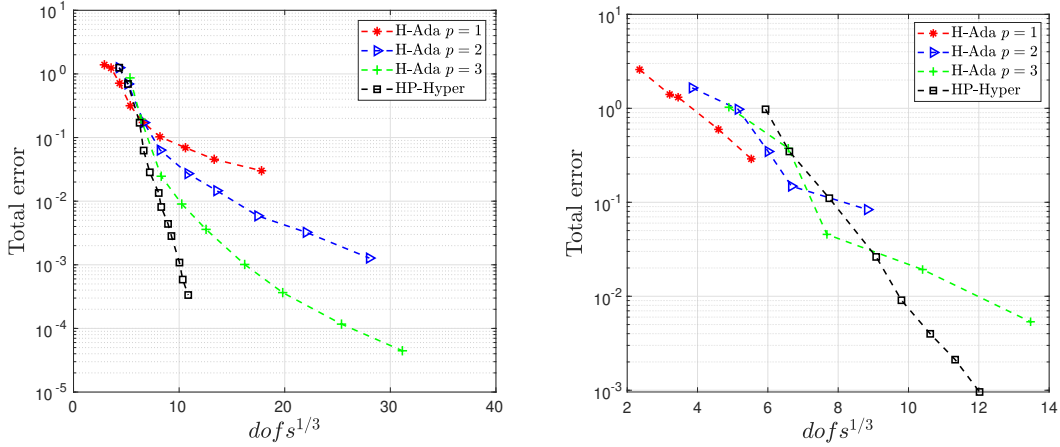 H-Ada p = 1
H-Ada p = 2
H-Ada p = 3
HP-Hyper
10^1
10^0
10^-1
10^-2
10^-3
10^-4
10^-5
Total error
0 10 20 30 40
dofs^1/3
H-Ada p = 1
H-Ada p = 2
H-Ada p = 3
HP-Hyper
10^1
10^0
10^-1
10^-2
10^-3
Total error
2 4 6 8 10 12 14
dofs^1/3